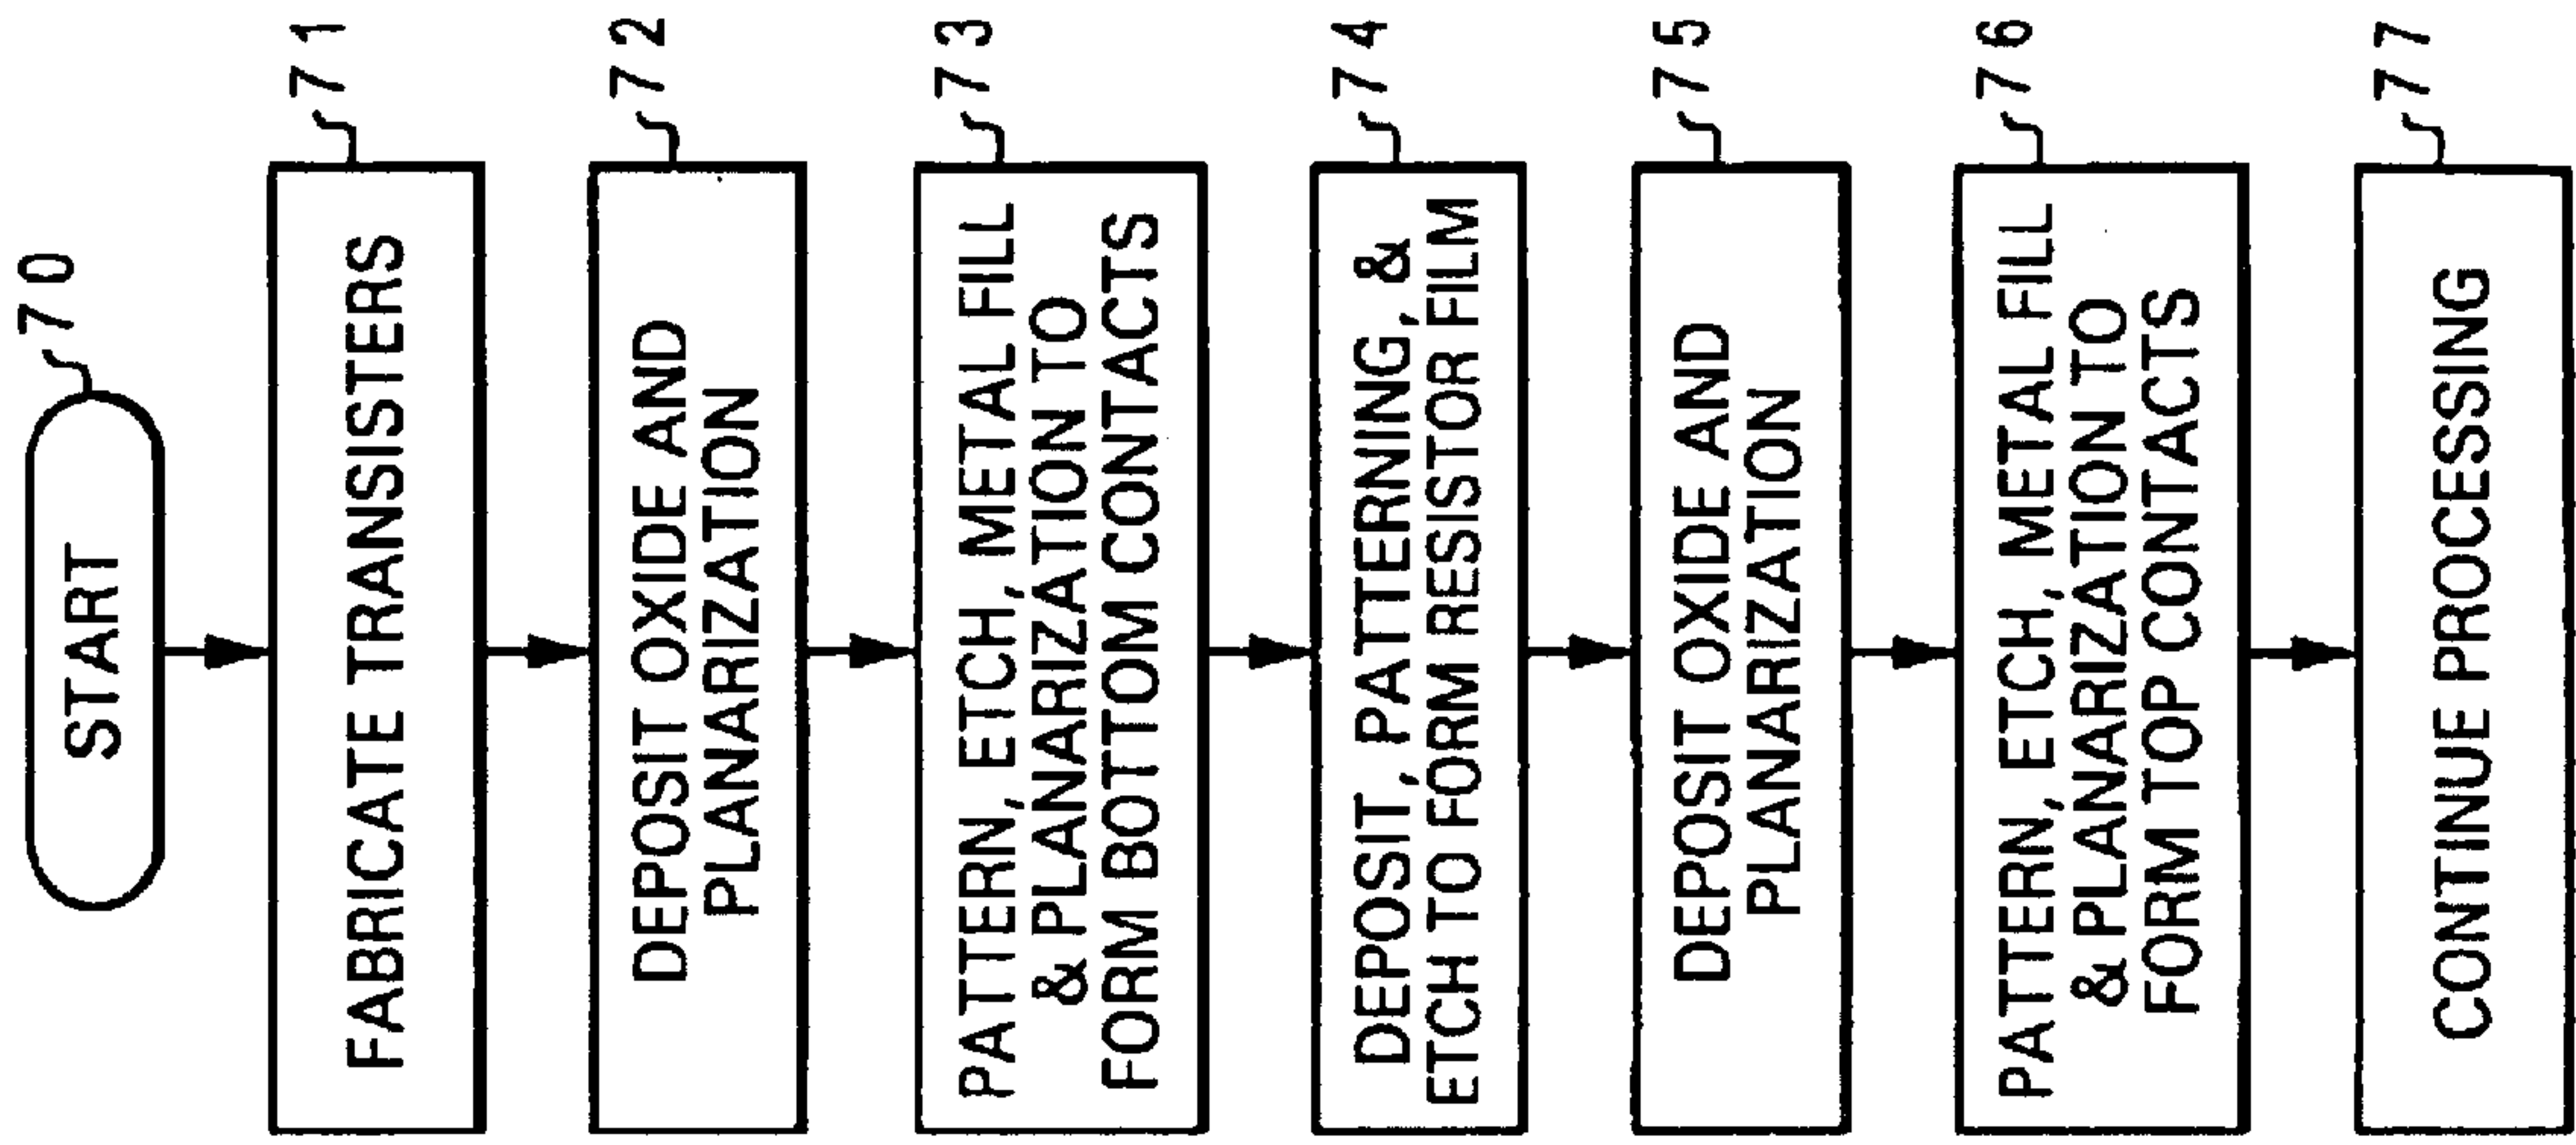 START
70
FABRICATE TRANSISTERS
71
DEPOSIT OXIDE AND
PLANARIZATION
72
PATTERN, ETCH, METAL FILL
& PLANARIZATION TO
FORM BOTTOM CONTACTS
73
DEPOSIT, PATTERNING, &
ETCH TO FORM RESISTOR FILM
74
DEPOSIT OXIDE AND
PLANARIZATION
75
PATTERN, ETCH, METAL FILL
& PLANARIZATION TO
FORM TOP CONTACTS
76
CONTINUE PROCESSING
77